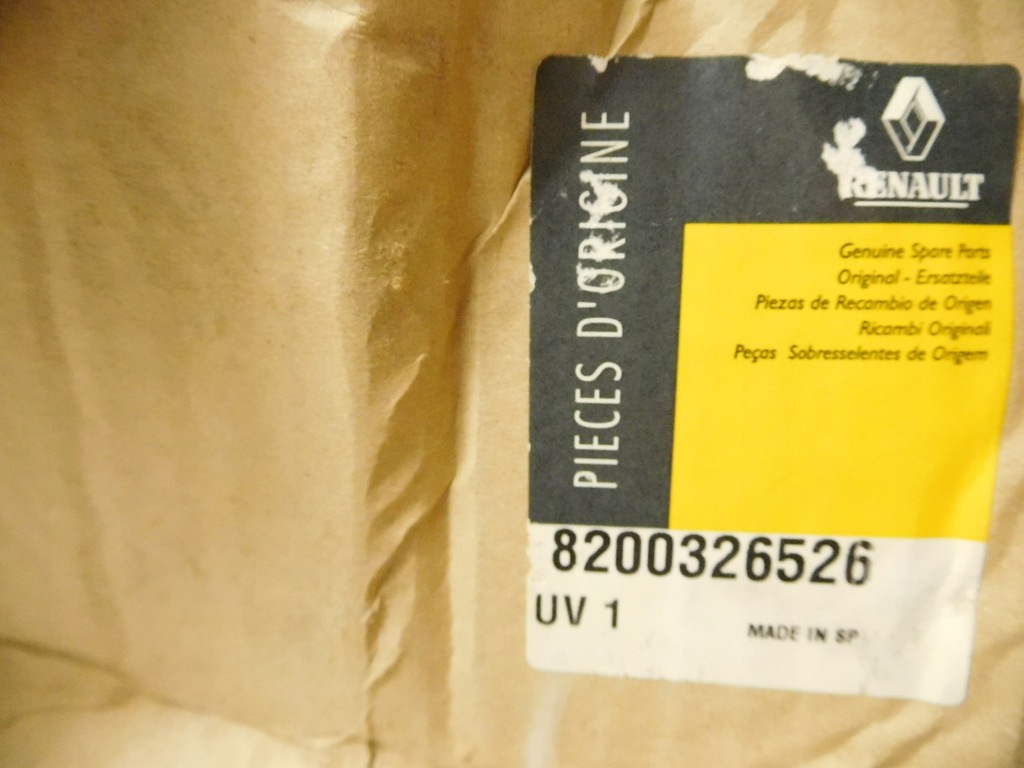 RENAULT
PIECES D'ORIGINE
Genuine Spare Parts
Original - Ersatzteile
Piezas de Recambio de Origen
Ricambi Originali
Peças Sobresselentes de Origem
8200326526
UV 1
MADE IN SP